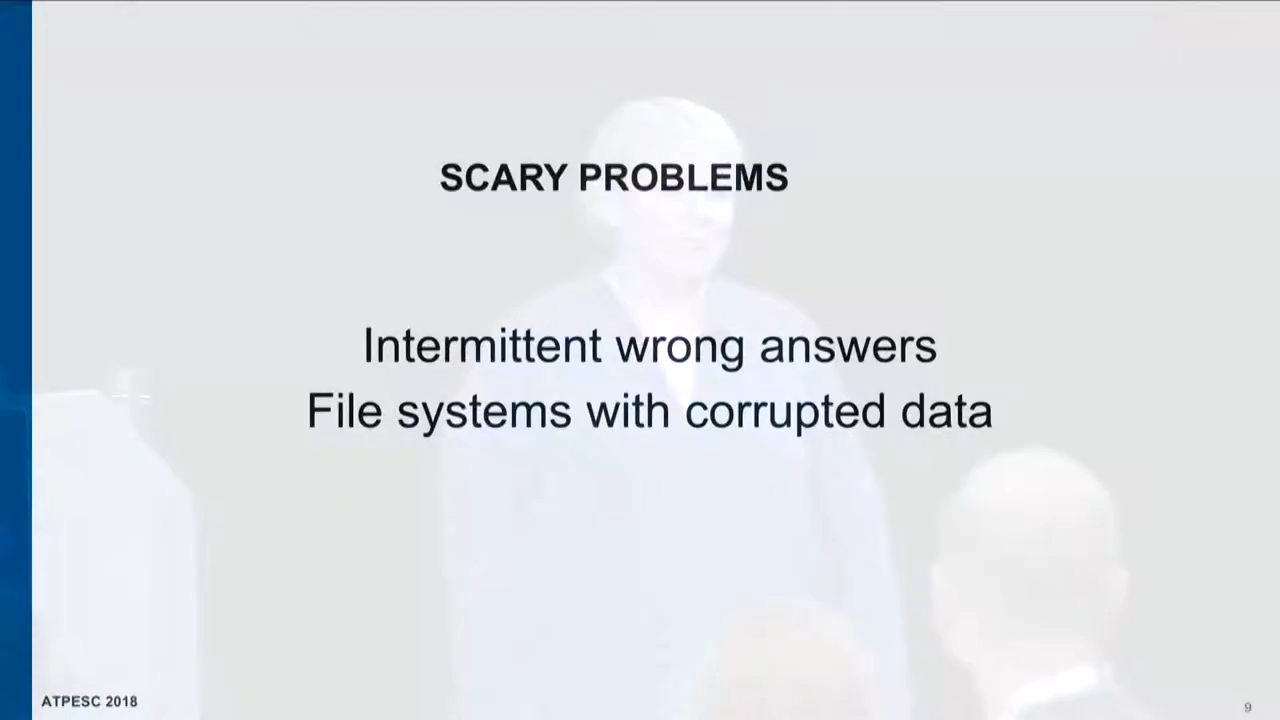 SCARY PROBLEMS
Intermittent wrong answers
File systems with corrupted data
ATPESC 2018
9